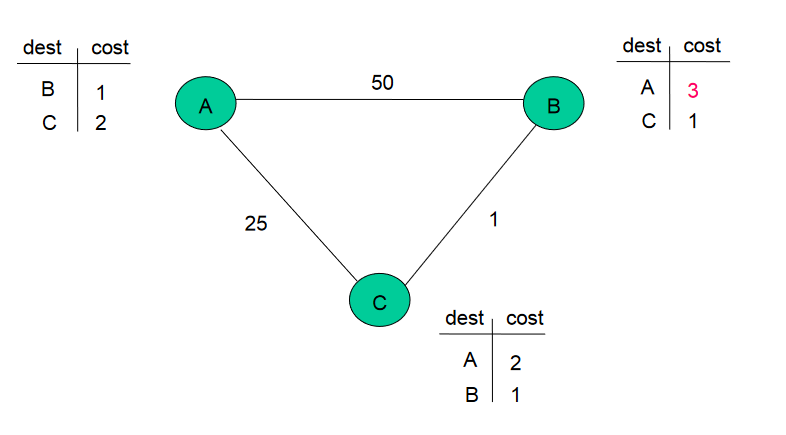 dest cost
B 1
C 2
dest cost
A 3
C 1
50
A
B
25
1
C
dest cost
A 2
B 1